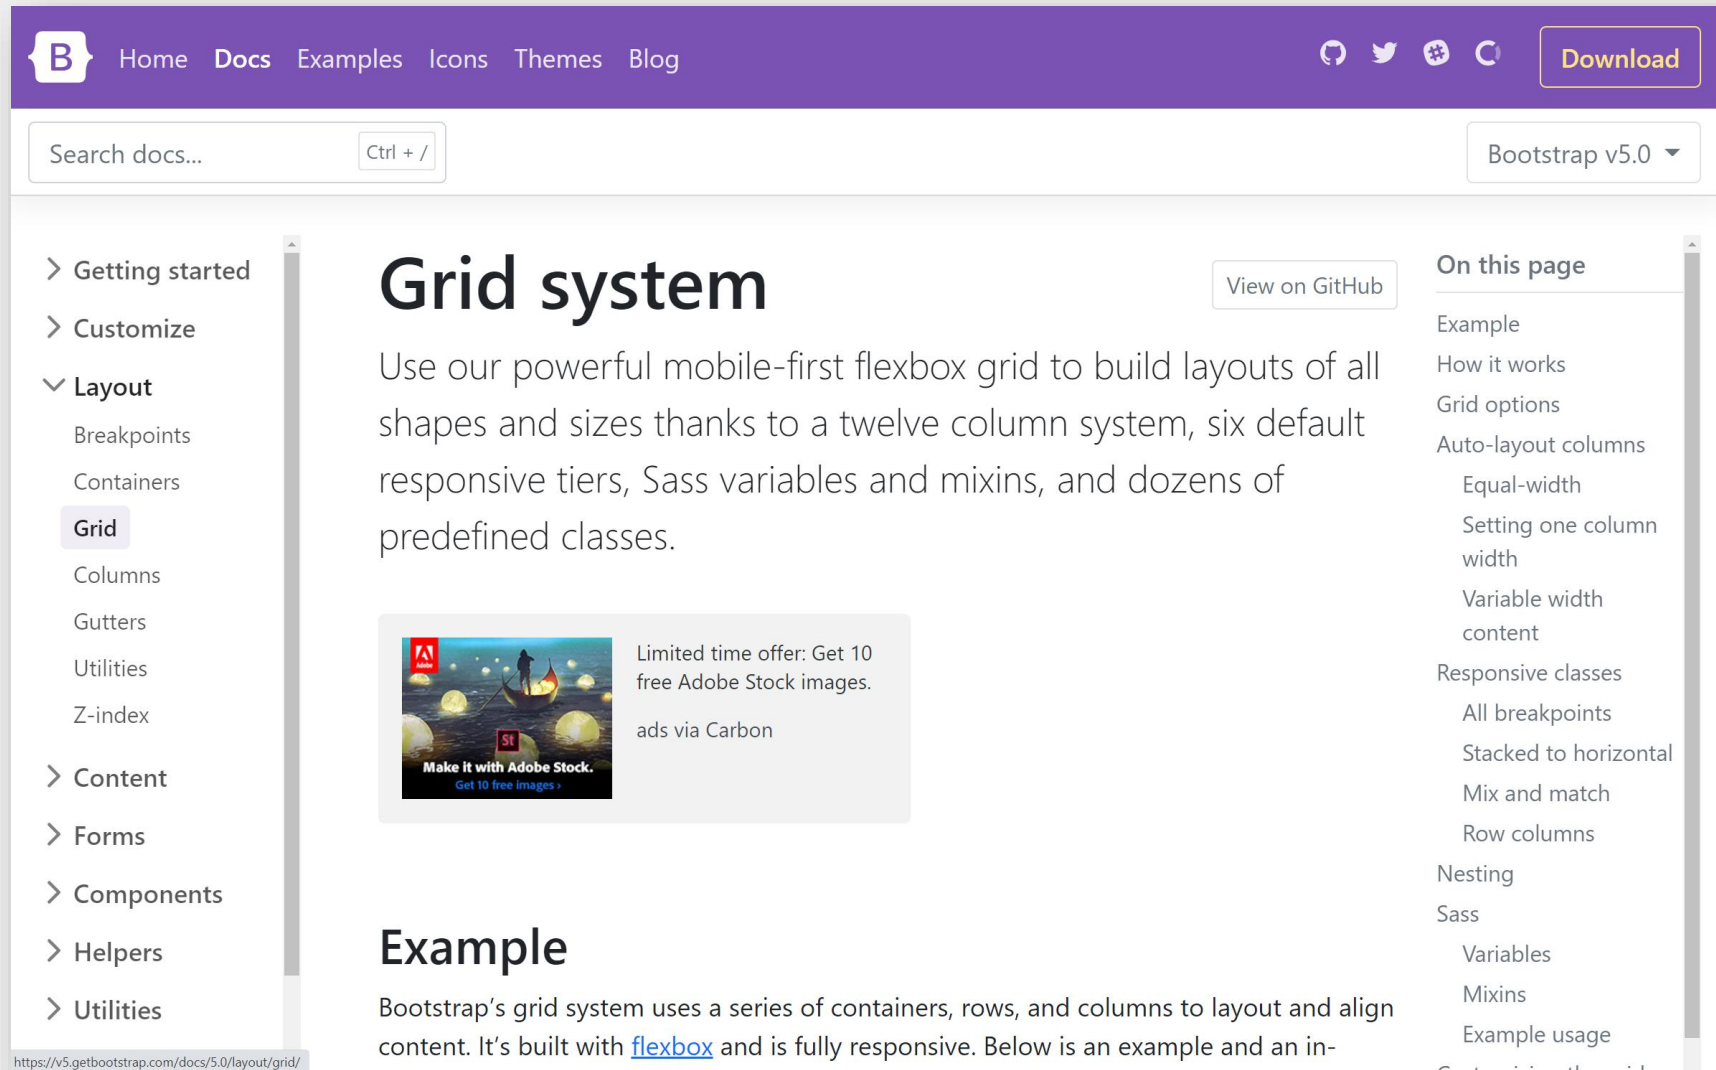 B Home Docs Examples Icons Themes Blog Download
Search docs... Ctrl + / Bootstrap v5.0
Getting started
Customize
Layout
Breakpoints
Containers
Grid
Columns
Gutters
Utilities
Z-index
Content
Forms
Components
Helpers
Utilities
https://v5.getbootstrap.com/docs/5.0/layout/grid/
Grid system
View on GitHub
Use our powerful mobile-first flexbox grid to build layouts of all
shapes and sizes thanks to a twelve column system, six default
responsive tiers, Sass variables and mixins, and dozens of
predefined classes.
Adobe
St
Make it with Adobe Stock.
Get 10 free images ›
Limited time offer: Get 10
free Adobe Stock images.
ads via Carbon
Example
Bootstrap’s grid system uses a series of containers, rows, and columns to layout and align
content. It’s built with flexbox and is fully responsive. Below is an example and an in-
On this page
Example
How it works
Grid options
Auto-layout columns
Equal-width
Setting one column
width
Variable width
content
Responsive classes
All breakpoints
Stacked to horizontal
Mix and match
Row columns
Nesting
Sass
Variables
Mixins
Example usage